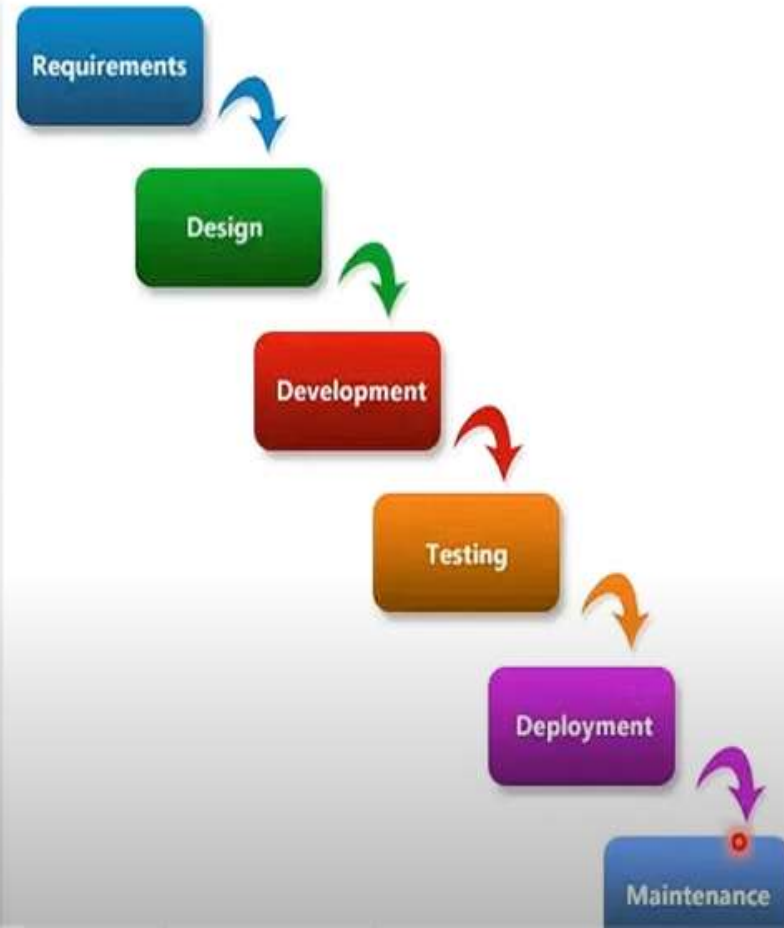 Requirements
Design
Development
Testing
Deployment
Maintenance